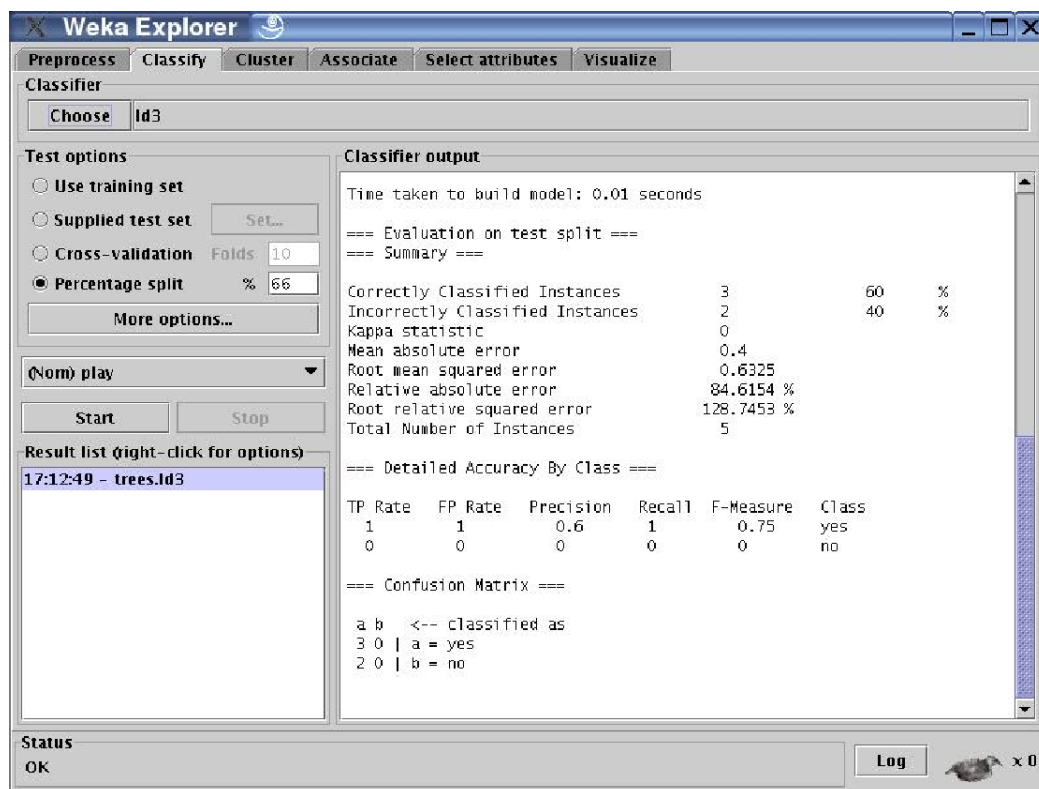 Weka Explorer
Preprocess Classify Cluster Associate Select attributes Visualize
Classifier
Choose Id3
Test options
Use training set
Supplied test set Set...
Cross-validation Folds 10
Percentage split % 66
More options...
(Nom) play
Start Stop
Result list (right-click for options)
17:12:49 - trees.Id3
Classifier output
Time taken to build model: 0.01 seconds
=== Evaluation on test split ===
=== Summary ===
Correctly Classified Instances 3 60 %
Incorrectly Classified Instances 2 40 %
Kappa statistic 0
Mean absolute error 0.4
Root mean squared error 0.6325
Relative absolute error 84.6154 %
Root relative squared error 128.7453 %
Total Number of Instances 5
=== Detailed Accuracy By Class ===
TP Rate FP Rate Precision Recall F-Measure Class
1 1 0.6 1 0.75 yes
0 0 0 0 0 no
=== Confusion Matrix ===
a b <-- classified as
3 0 | a = yes
2 0 | b = no
Status
OK
Log
x 0